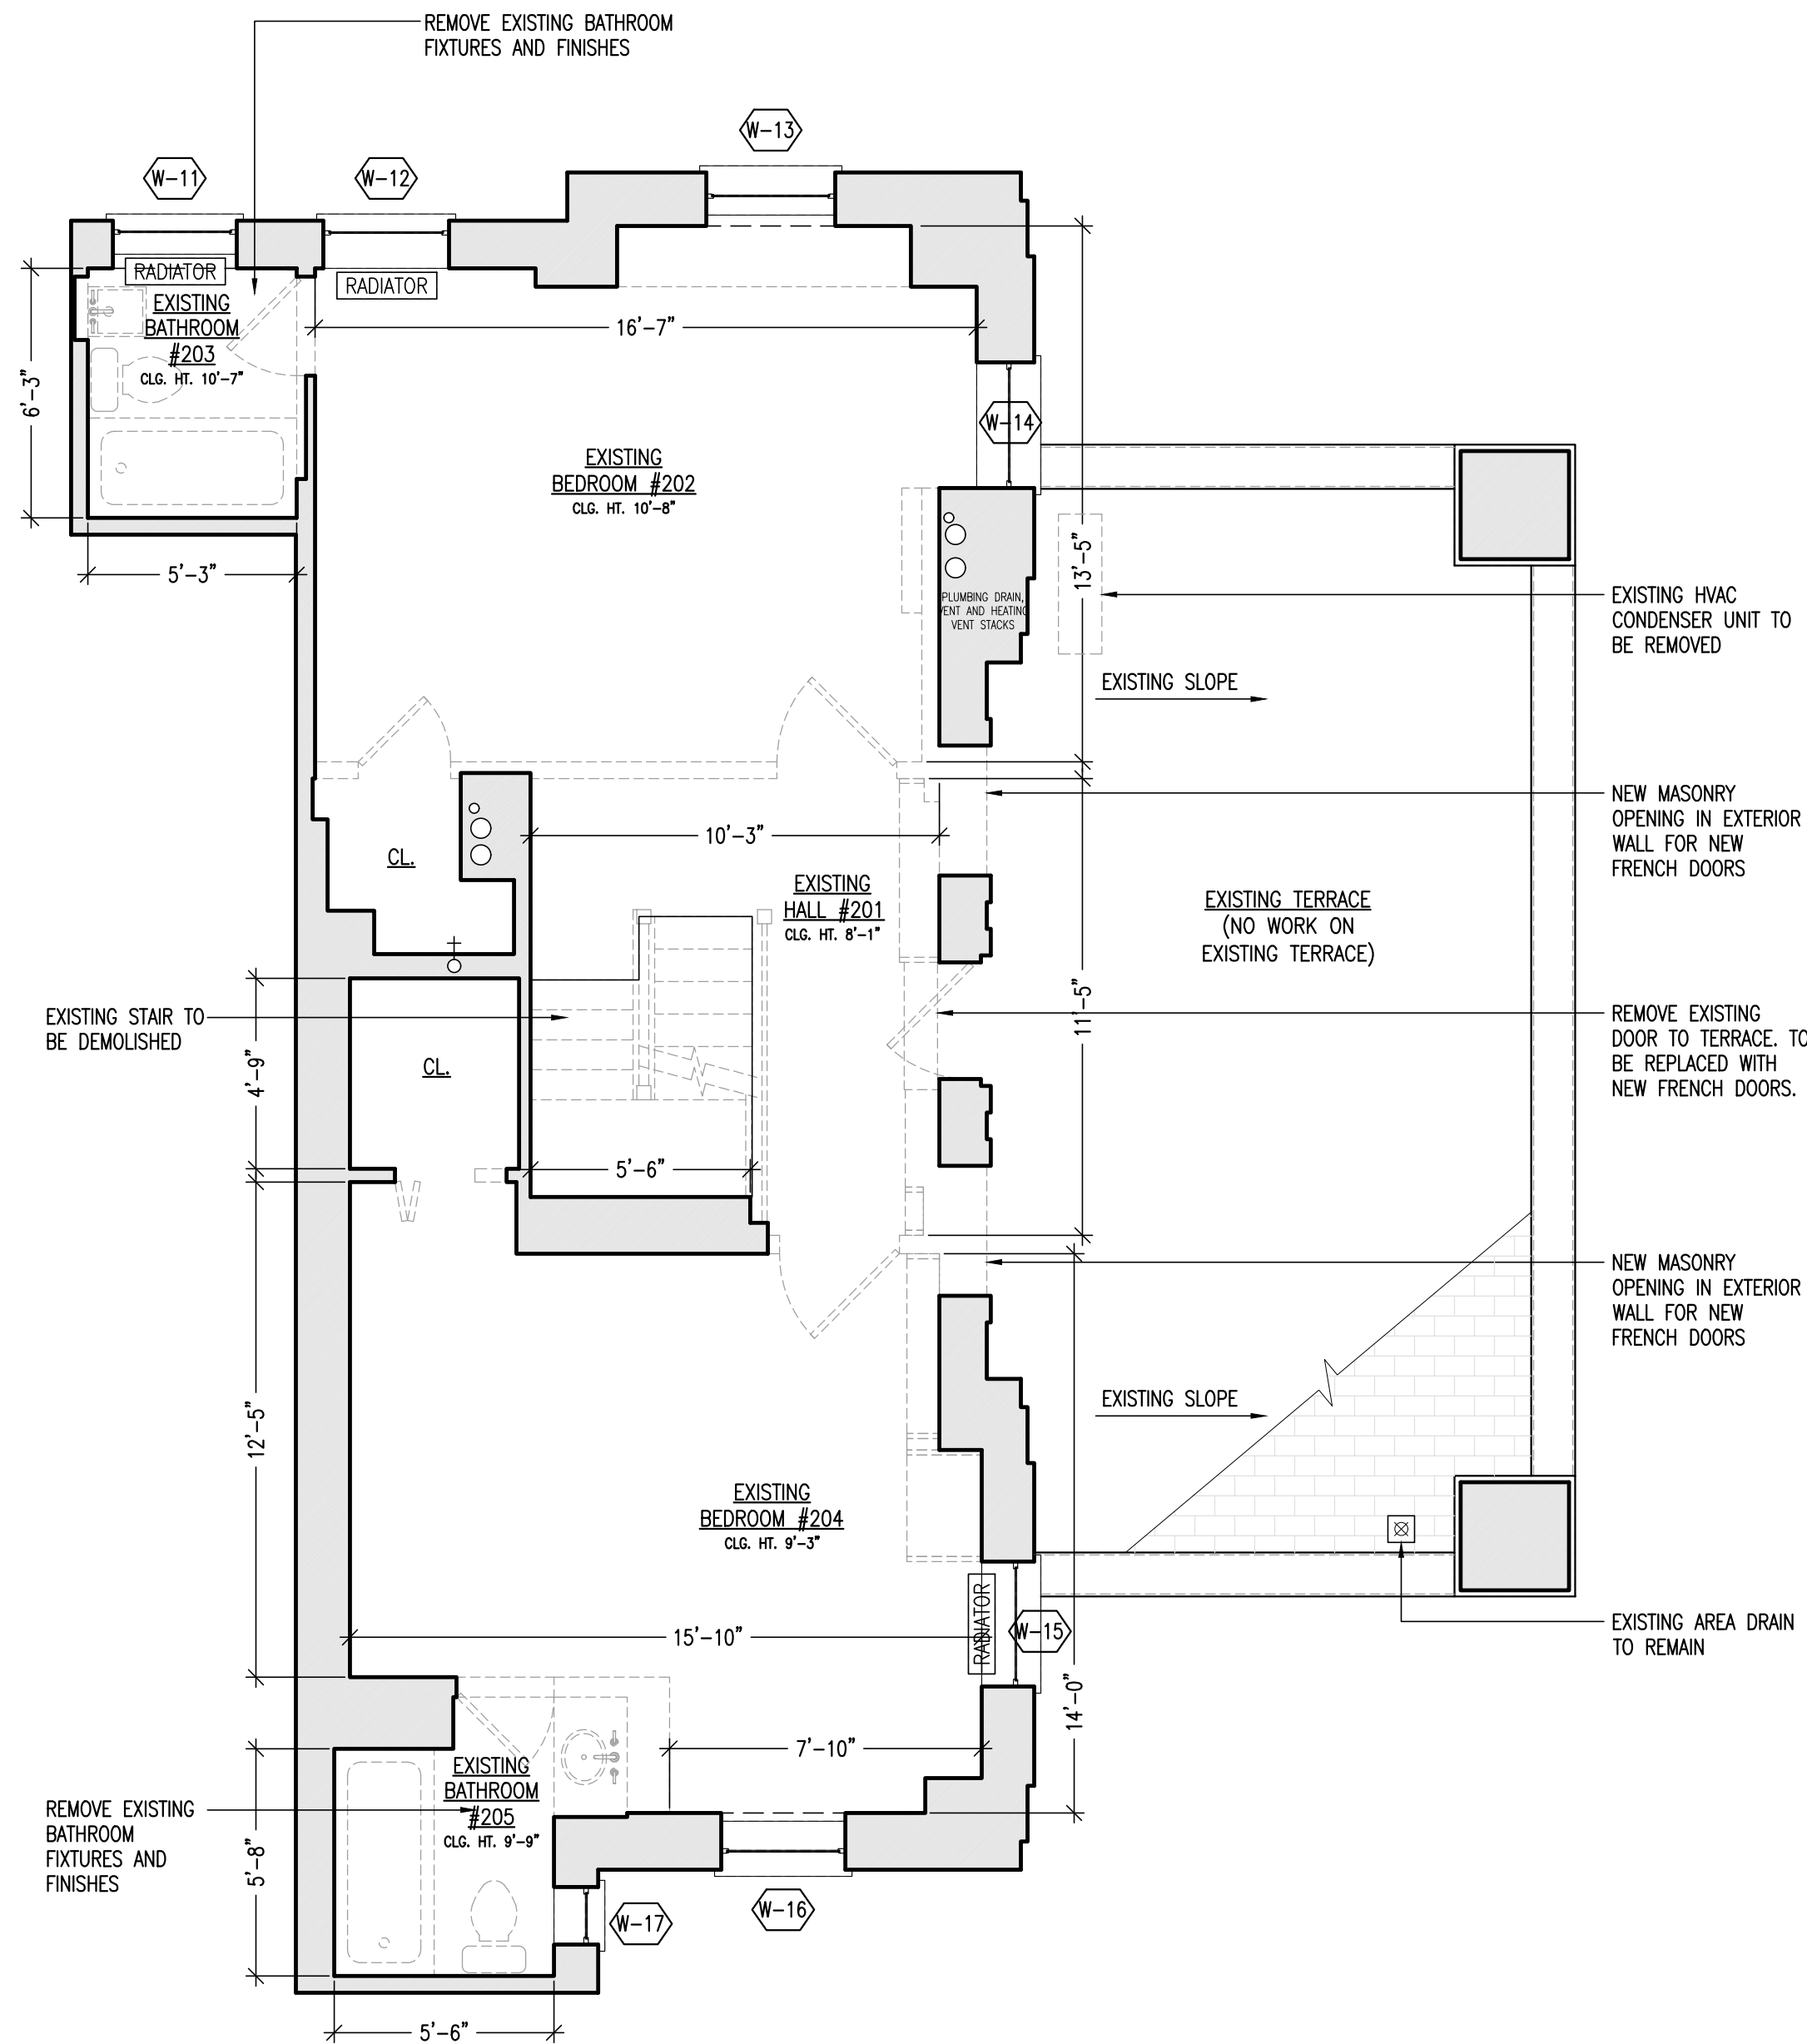 REMOVE EXISTING BATHROOM
FIXTURES AND FINISHES
W-13
W-11
W-12
RADIATOR
RADIATOR
EXISTING
BATHROOM
#203
CLG. HT. 10'-7"
16'-7"
6'-3"
W-14
EXISTING
BEDROOM #202
CLG. HT. 10'-8"
5'-3"
13'-5"
PLUMBING DRAIN,
VENT AND HEATING
VENT STACKS
EXISTING HVAC
CONDENSER UNIT TO
BE REMOVED
EXISTING SLOPE
NEW MASONRY
OPENING IN EXTERIOR
WALL FOR NEW
FRENCH DOORS
10'-3"
CL.
EXISTING
HALL #201
CLG. HT. 8'-1"
EXISTING TERRACE
(NO WORK ON
EXISTING TERRACE)
11'-5"
EXISTING STAIR TO
BE DEMOLISHED
REMOVE EXISTING
DOOR TO TERRACE. TO
BE REPLACED WITH
NEW FRENCH DOORS.
4'-9"
CL.
5'-6"
NEW MASONRY
OPENING IN EXTERIOR
WALL FOR NEW
FRENCH DOORS
12'-5"
EXISTING SLOPE
EXISTING
BEDROOM #204
CLG. HT. 9'-3"
RADIATOR
W-15
15'-10"
EXISTING AREA DRAIN
TO REMAIN
14'-0"
7'-10"
EXISTING
BATHROOM
#205
CLG. HT. 9'-9"
REMOVE EXISTING
BATHROOM
FIXTURES AND
FINISHES
5'-8"
W-16
W-17
5'-6"